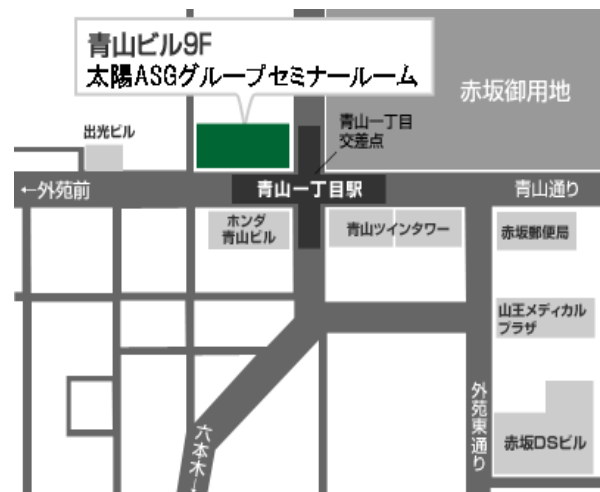 青山ビル9F
太陽ASGグループセミナールーム
赤坂御用地
青山一丁目
交差点
出光ビル
←外苑前
青山一丁目駅
青山通り
ホンダ
青山ビル
青山ツインタワー
赤坂郵便局
山王メディカル
プラザ
外苑東通り
六本木
赤坂DSビル